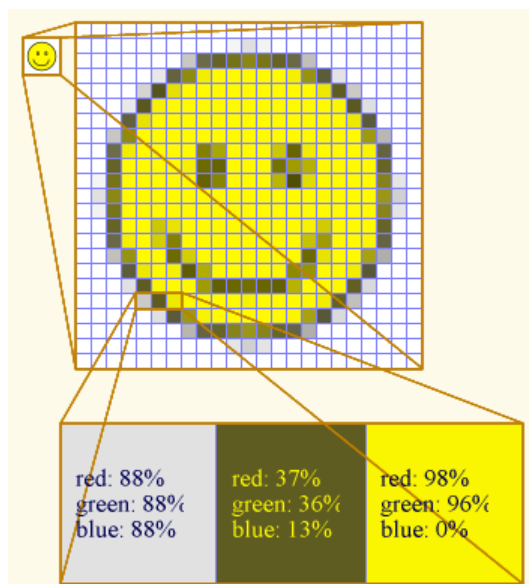 red: 88%
green: 88%
blue: 88%
red: 37%
green: 36%
blue: 13%
red: 98%
green: 96%
blue: 0%